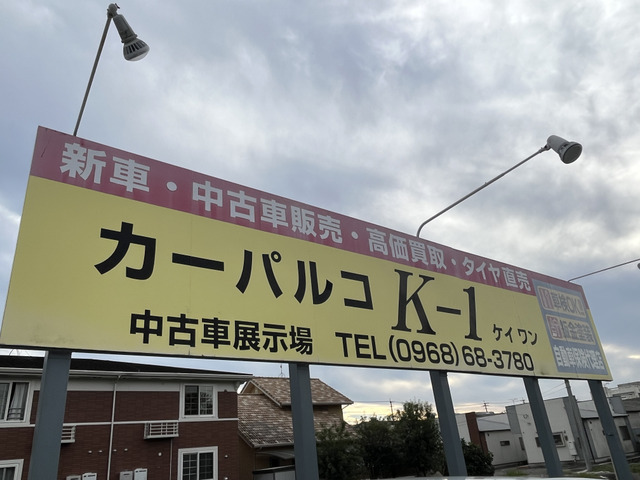 新車・中古車販売・高価買取・タイヤ直売
カーパルコ K-1 ケイワン
中古車展示場 TEL(0968)68-3780